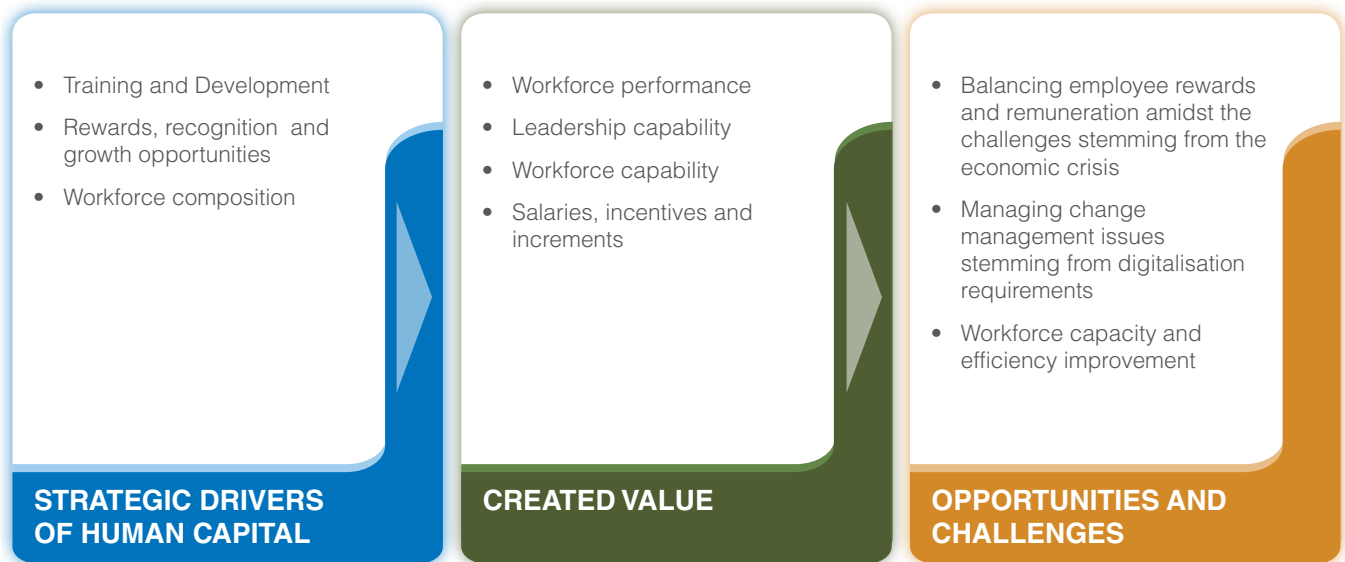 • Training and Development
• Rewards, recognition and
growth opportunities
• Workforce composition
STRATEGIC DRIVERS
OF HUMAN CAPITAL
• Workforce performance
• Leadership capability
• Workforce capability
• Salaries, incentives and
increments
CREATED VALUE
• Balancing employee rewards
and remuneration amidst the
challenges stemming from the
economic crisis
• Managing change
management issues
stemming from digitalisation
requirements
• Workforce capacity and
efficiency improvement
OPPORTUNITIES AND
CHALLENGES